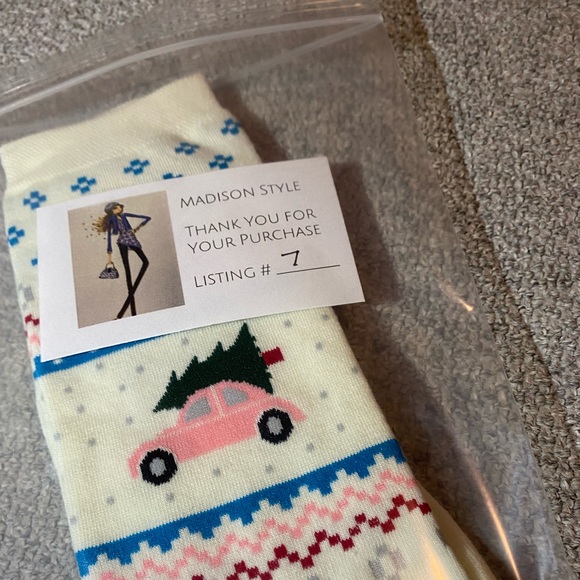 MADISON STYLE
THANK YOU FOR
YOUR PURCHASE
LISTING # 7